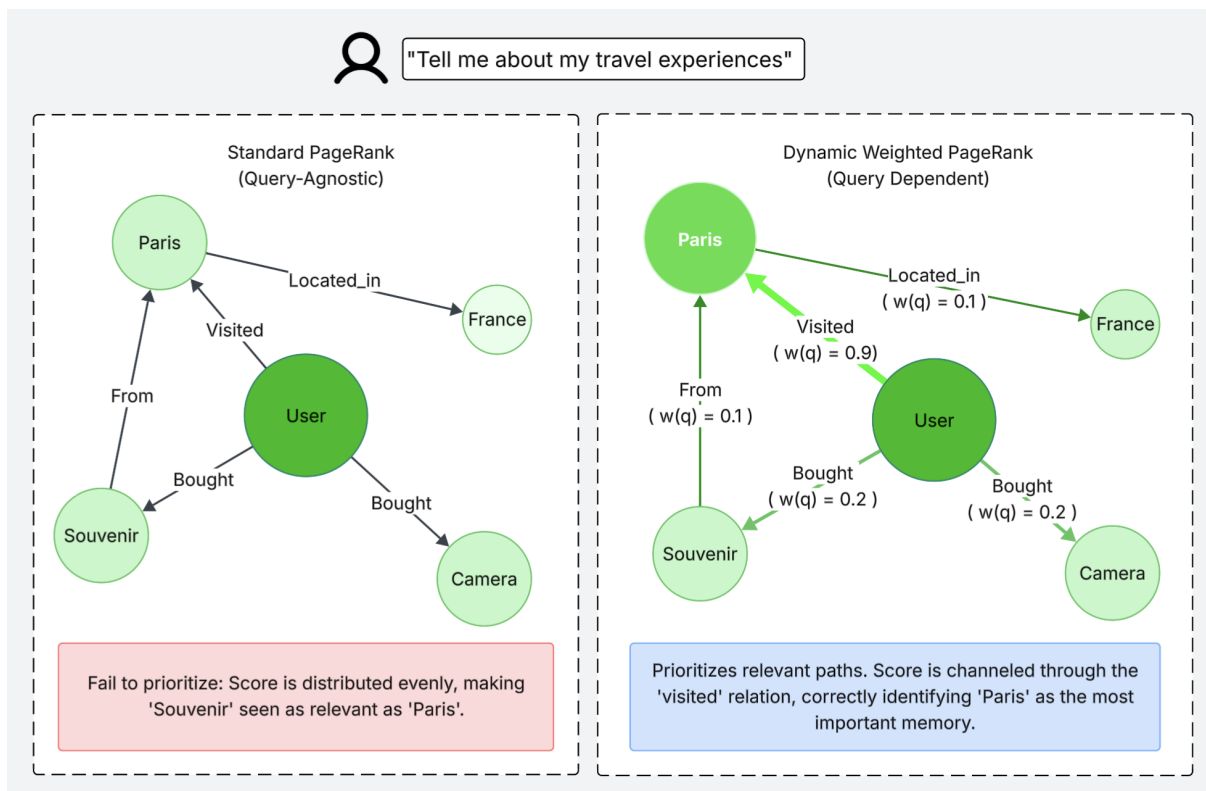 "Tell me about my travel experiences"
Standard PageRank
(Query-Agnostic)
Paris
Located_in
France
Visited
From
User
Bought
Bought
Souvenir
Camera
Fail to prioritize: Score is distributed evenly, making
'Souvenir' seen as relevant as 'Paris'.
Dynamic Weighted PageRank
(Query Dependent)
Paris
Located_in
( w(q) = 0.1 )
France
Visited
( w(q) = 0.9)
From
( w(q) = 0.1 )
User
Bought
( w(q) = 0.2 )
Bought
( w(q) = 0.2 )
Souvenir
Camera
Prioritizes relevant paths. Score is channeled through the
'visited' relation, correctly identifying 'Paris' as the most
important memory.